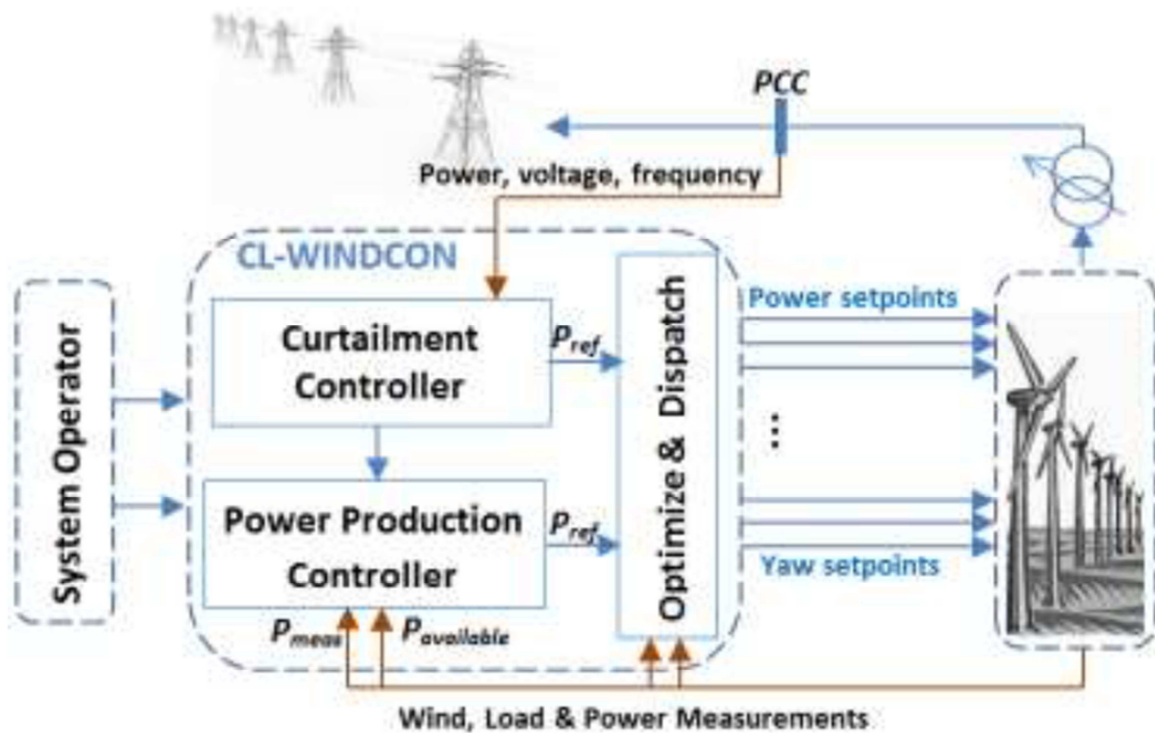 PCC
Power, voltage, frequency
CL-WINDCON
System Operator
Curtailment
Controller
Pref
Power Production
Controller
Pref
Pmeas
Pavailable
Optimize & Dispatch
Power setpoints
...
Yaw setpoints
Wind, Load & Power Measurements